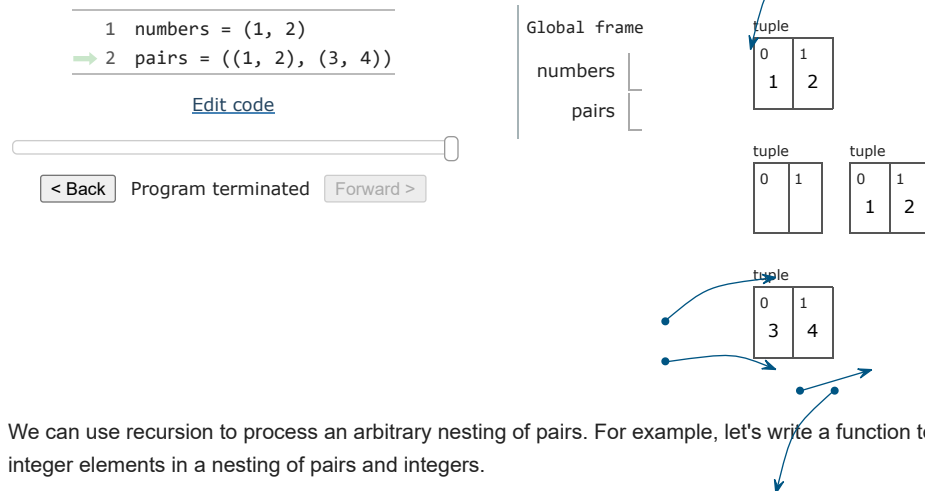 1 numbers = (1, 2)
2 pairs = ((1, 2), (3, 4))
Edit code
< Back Program terminated Forward >
Global frame
numbers
pairs
tuple
0 1
1 2
tuple tuple
0 1 0 1
1 2
tuple
0 1
3 4
We can use recursion to process an arbitrary nesting of pairs. For example, let's write a function
integer elements in a nesting of pairs and integers.